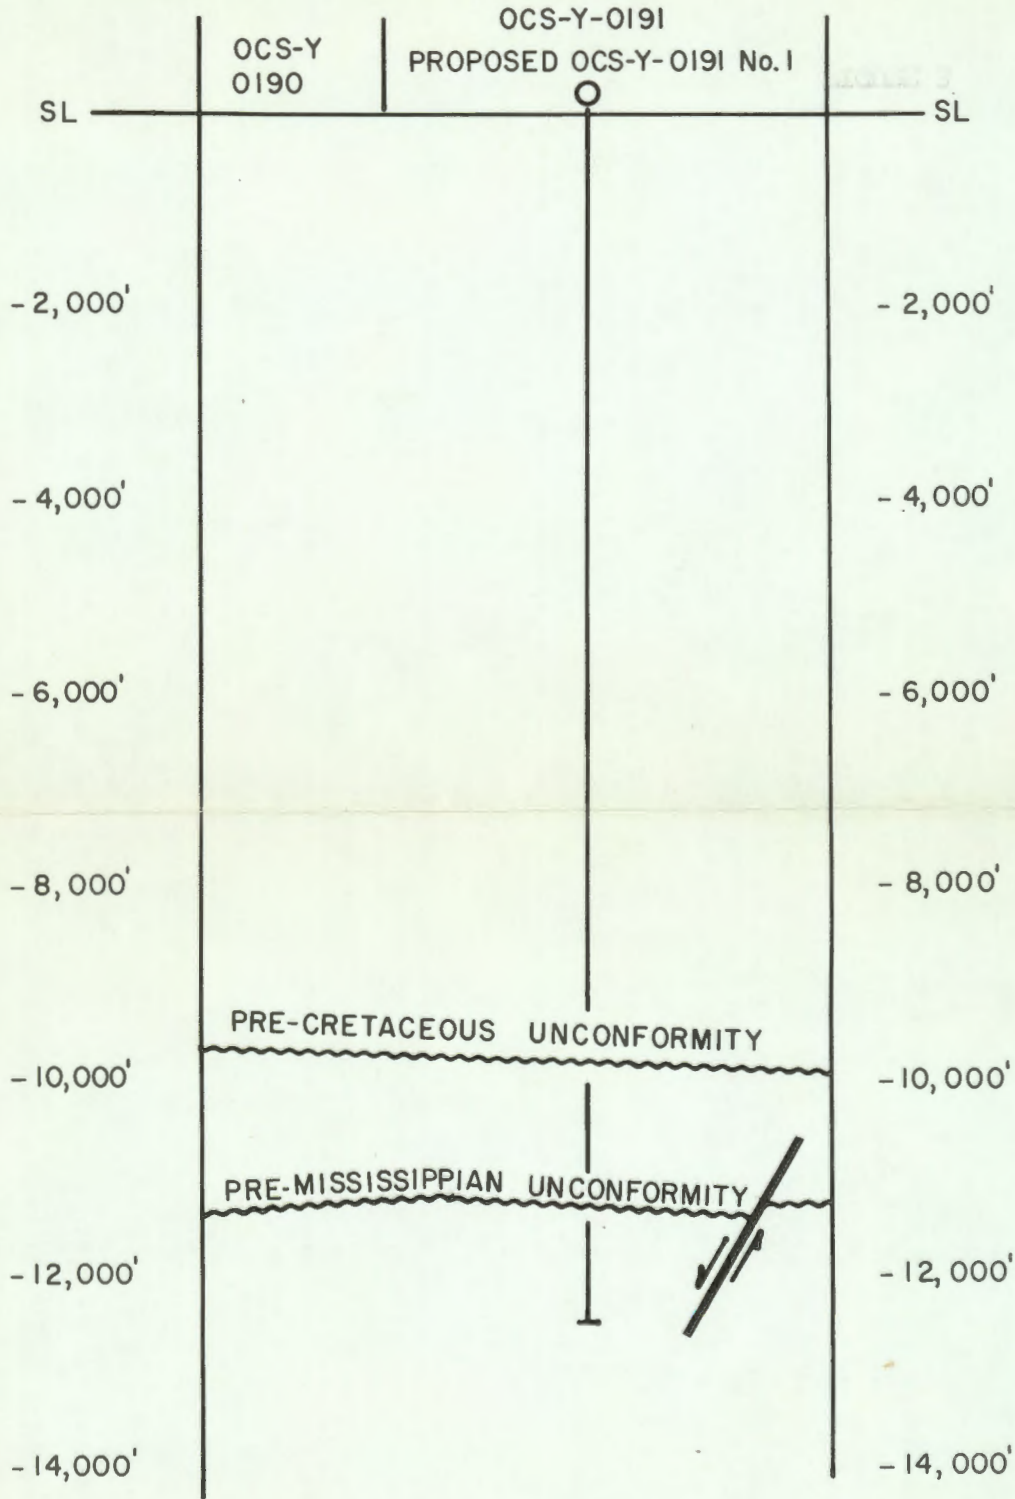 OCS-Y-0191
OCS-Y
0190
PROPOSED OCS-Y-0191 No. 1
SL
SL
-2,000'
-2,000'
-4,000'
-4,000'
-6,000'
-6,000'
-8,000'
-8,000'
PRE-CRETACEOUS UNCONFORMITY
-10,000'
-10,000'
PRE-MISSISSIPPIAN UNCONFORMITY
-12,000'
-12,000'
-14,000'
-14,000'